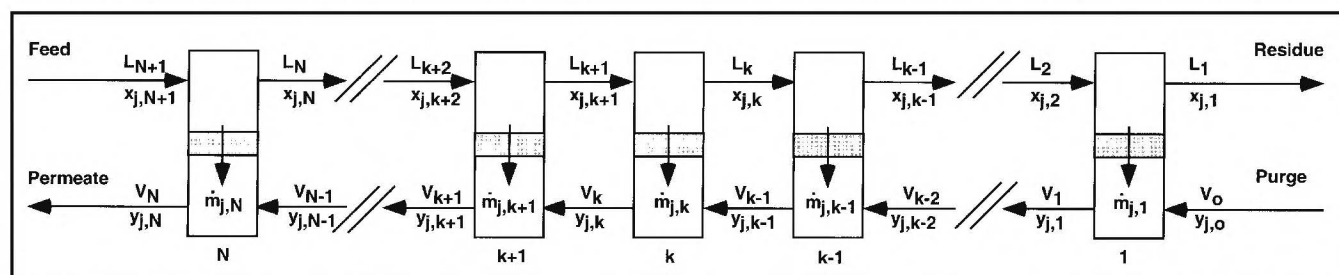 Feed L_{N+1} L_N L_{k+2} L_{k+1} L_k L_{k-1} L_2 L_1 Residue
x_{j,N+1} x_{j,N} x_{j,k+2} x_{j,k+1} x_{j,k} x_{j,k-1} x_{j,2} x_{j,1}
Permeate V_N V_{N-1} V_{k+1} V_k V_{k-1} V_{k-2} V_1 V_o Purge
ṁ_{j,N} ṁ_{j,k+1} ṁ_{j,k} ṁ_{j,k-1} ṁ_{j,1}
y_{j,N} y_{j,N-1} y_{j,k+1} y_{j,k} y_{j,k-1} y_{j,k-2} y_{j,1} y_{j,o}
N k+1 k k-1 1